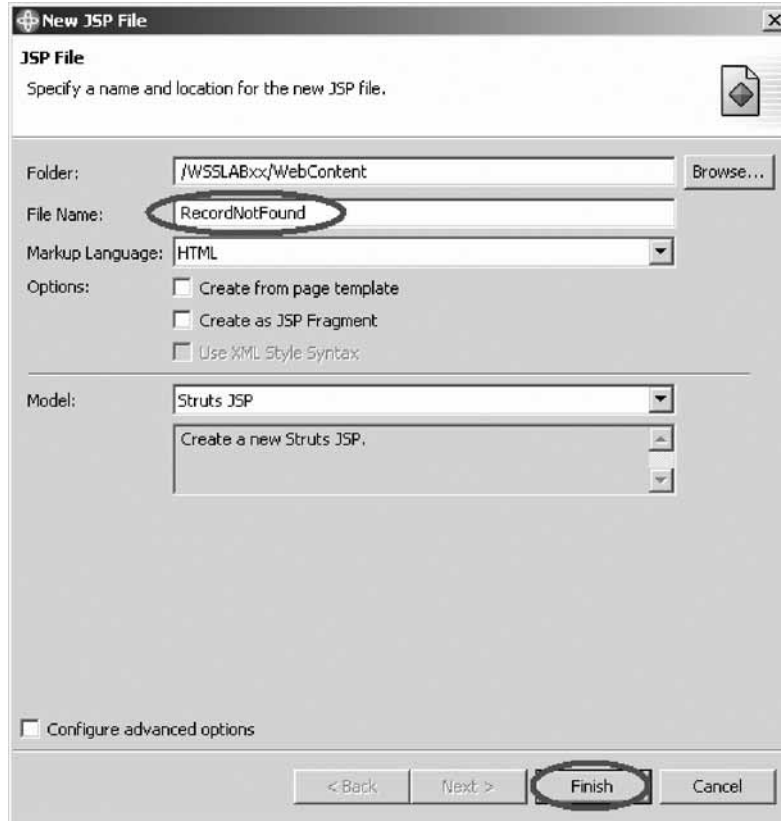 New JSP File
JSP File
Specify a name and location for the new JSP file.
Folder: /WSSLABxx/WebContent Browse...
File Name: RecordNotFound
Markup Language: HTML
Options: Create from page template
Create as JSP Fragment
Use XML Style Syntax
Model: Struts JSP
Create a new Struts JSP.
Configure advanced options
< Back Next > Finish Cancel